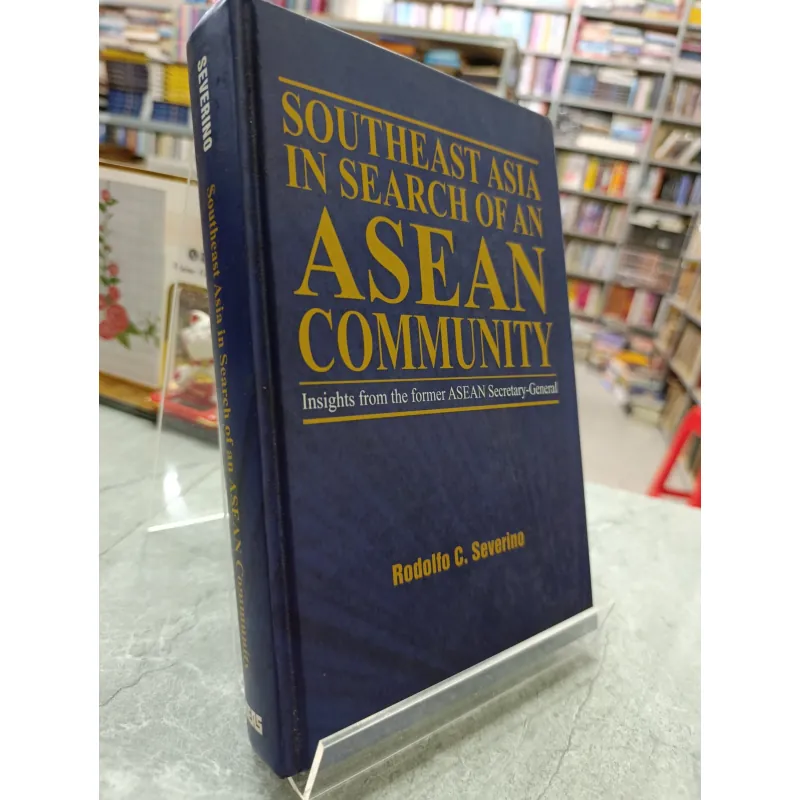 SEVERINO
Southeast Asia in Search of an ASEAN Community
SOUTHEAST ASIA
IN SEARCH OF AN
ASEAN
COMMUNITY
Insights from the former ASEAN Secretary-General
Rodolfo C. Severino